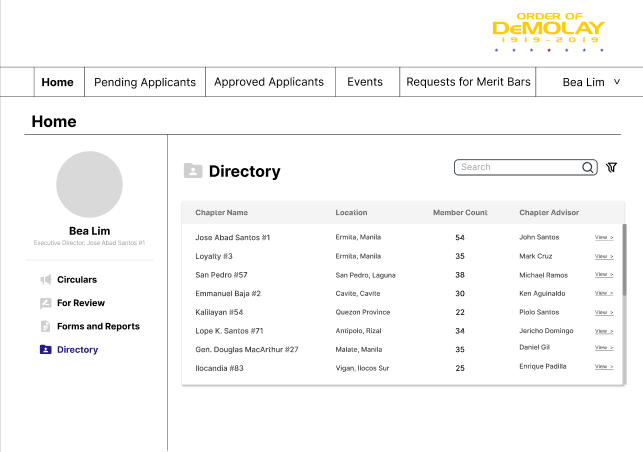 ORDER OF
DeMOLAY
1919-2019
Home Pending Applicants Approved Applicants Events Requests for Merit Bars Bea Lim
Home
Bea Lim
Executive Director, Jose Abad Santos #1
Circulars
For Review
Forms and Reports
Directory
Directory
Search
Chapter Name Location Member Count Chapter Advisor
Jose Abad Santos #1 Ermita, Manila 54 John Santos View >
Loyalty #3 Ermita, Manila 35 Mark Cruz View >
San Pedro #57 San Pedro, Laguna 38 Michael Ramos View >
Emmanuel Baja #2 Cavite, Cavite 30 Ken Aguinaldo View >
Kalilayan #54 Quezon Province 22 Piolo Santos View >
Lope K. Santos #71 Antipolo, Rizal 34 Jericho Domingo View >
Gen. Douglas MacArthur #27 Malate, Manila 35 Daniel Gil View >
Ilocandia #83 Vigan, Ilocos Sur 25 Enrique Padilla View >